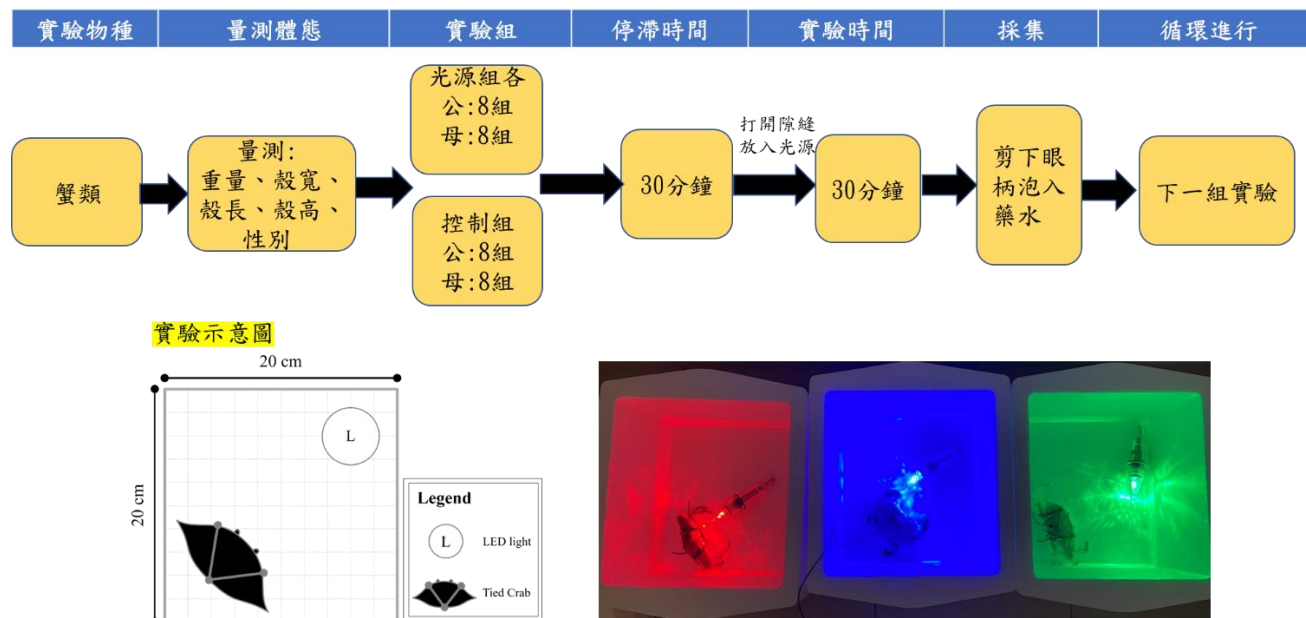 實驗物種
量測體態
實驗組
停滯時間
實驗時間
採集
循環進行
蟹類
量測:
重量、殼寬、
殼長、殼高、
性別
光源組各
公:8組
母:8組
控制組
公:8組
母:8組
30分鐘
打開隙縫
放入光源
30分鐘
剪下眼
柄泡入
藥水
下一組實驗
實驗示意圖
20 cm
20 cm
L
Legend
L
LED light
Tied Crab